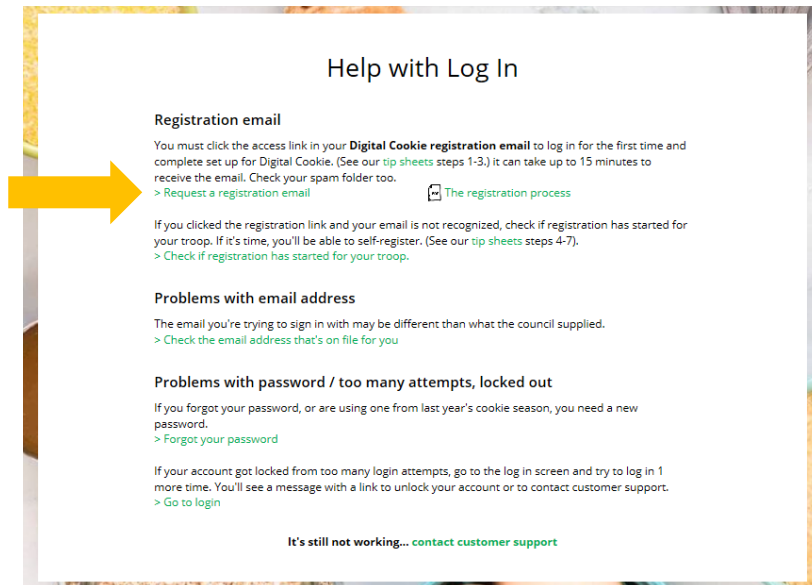 Help with Log In
Registration email
You must click the access link in your Digital Cookie registration email to log in for the first time and
complete set up for Digital Cookie. (See our tip sheets steps 1-3.) it can take up to 15 minutes to
receive the email. Check your spam folder too.
> Request a registration email The registration process
If you clicked the registration link and your email is not recognized, check if registration has started for
your troop. If it's time, you'll be able to self-register. (See our tip sheets steps 4-7).
> Check if registration has started for your troop.
Problems with email address
The email you're trying to sign in with may be different than what the council supplied.
> Check the email address that's on file for you
Problems with password / too many attempts, locked out
If you forgot your password, or are using one from last year's cookie season, you need a new
password.
> Forgot your password
If your account got locked from too many login attempts, go to the log in screen and try to log in 1
more time. You'll see a message with a link to unlock your account or to contact customer support.
> Go to login
It's still not working... contact customer support